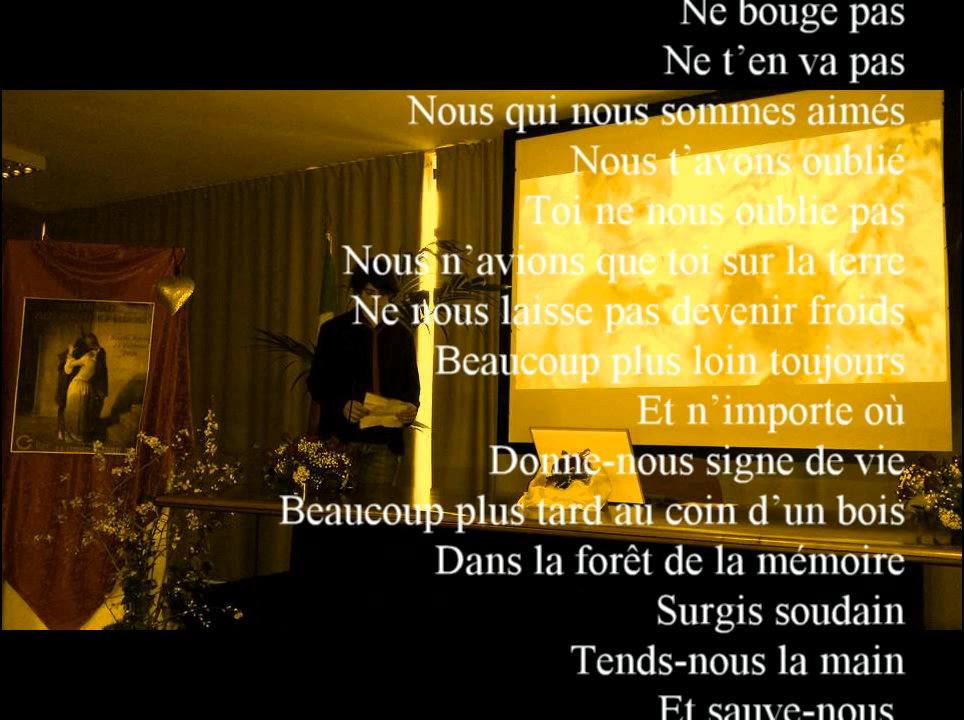 Ne bouge pas
Ne t'en va pas
Nous qui nous sommes aimés
Nous t'avons oublié
Toi ne nous oublie pas
Nous n'avions que toi sur la terre
Ne nous laisse pas devenir froids
Beaucoup plus loin toujours
Et n'importe où
Donne-nous signe de vie
Beaucoup plus tard au coin d'un bois
Dans la forêt de la mémoire
Surgis soudain
Tends-nous la main
Et sauve-nous.